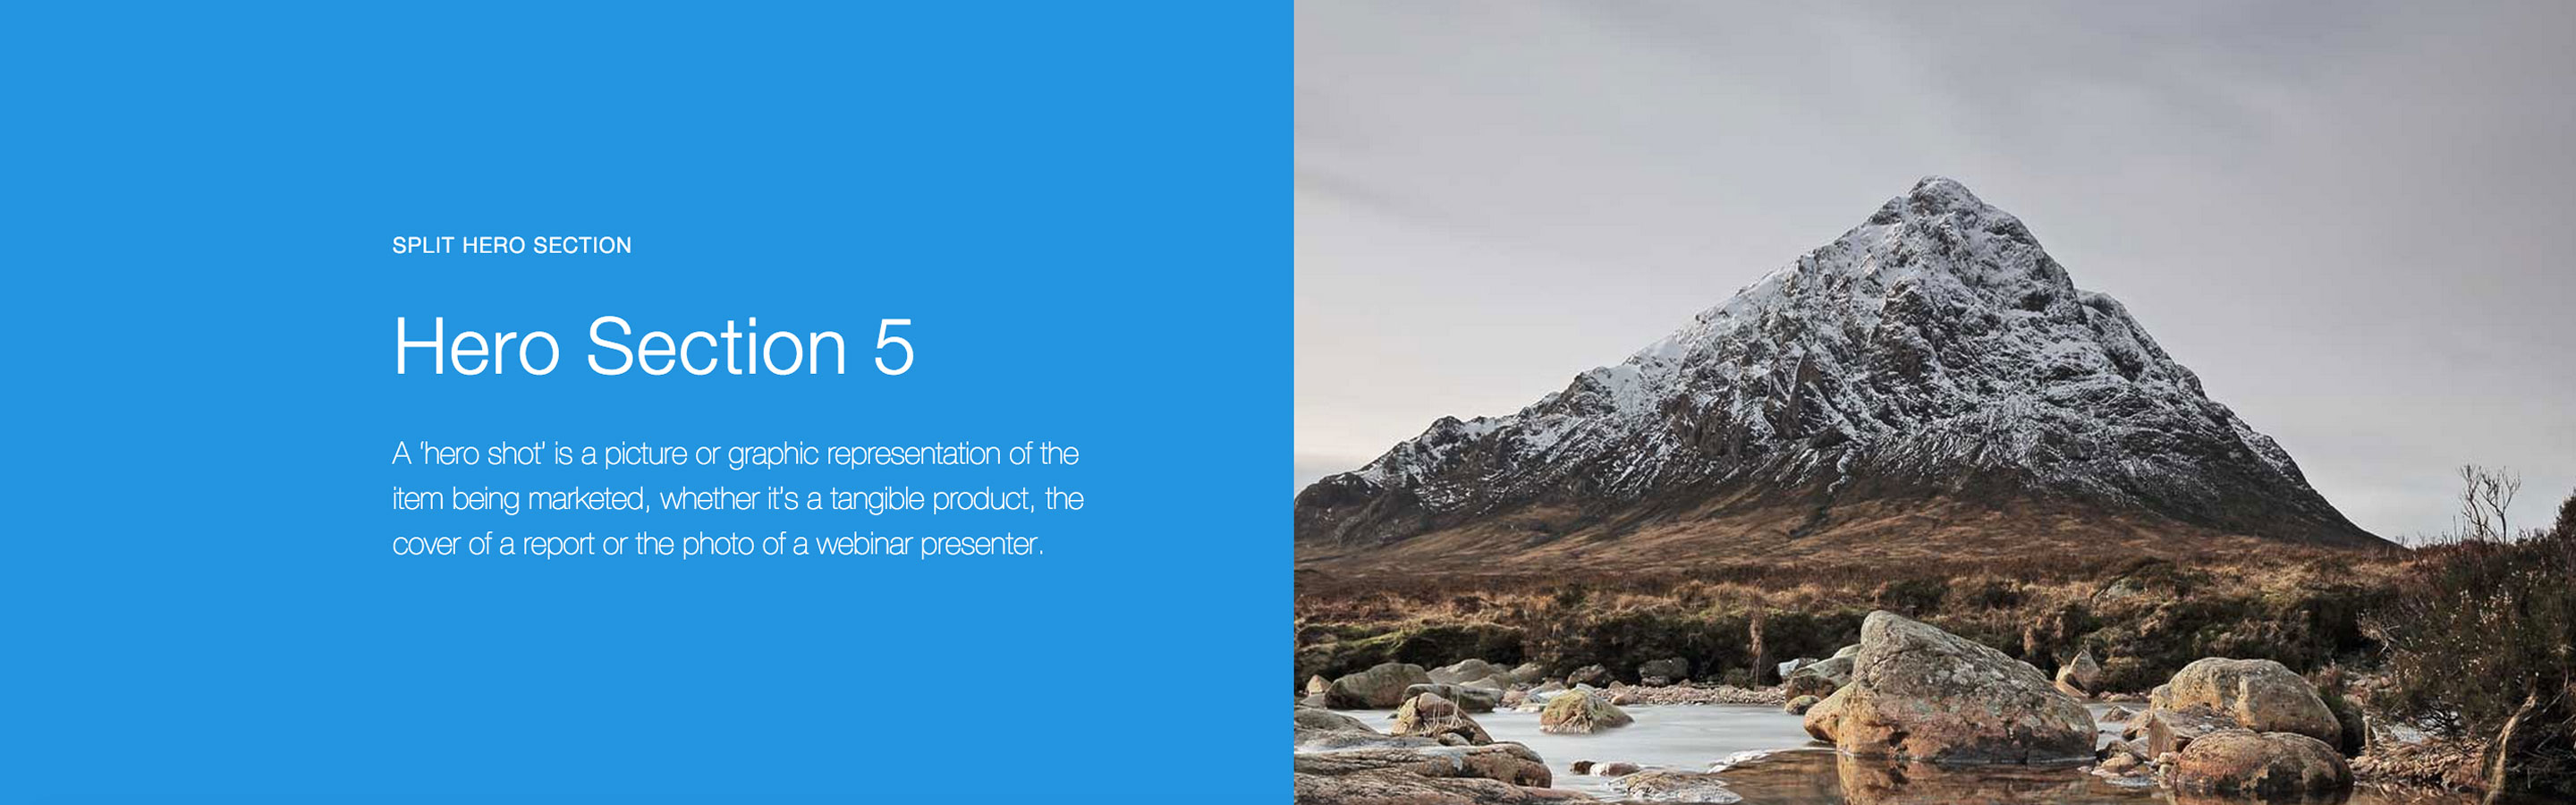 SPLIT HERO SECTION
Hero Section 5
A 'hero shot' is a picture or graphic representation of the
item being marketed, whether it's a tangible product, the
cover of a report or the photo of a webinar presenter.